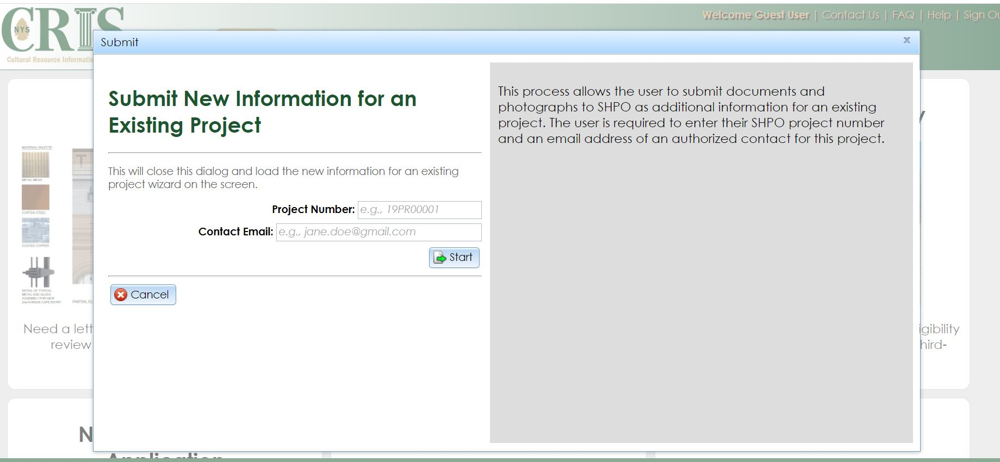 CRIS
NYS
Cultural Resource Informatio
Welcome Guest User | Contact Us | FAQ | Help | Sign Ou
Submit
x
Submit New Information for an
Existing Project
This will close this dialog and load the new information for an existing
project wizard on the screen.
Project Number: e.g., 19PR00001
Contact Email: e.g., jane.doe@gmail.com
Start
Cancel
This process allows the user to submit documents and
photographs to SHPO as additional information for an existing
project. The user is required to enter their SHPO project number
and an email address of an authorized contact for this project.
MATERIAL PALETTE
METAL MESH
CORTEN STEEL
COATED COPPER
DETAIL OF TYPICAL
METAL AND GLASS
ASSEMBLY FOR NEW
2nd AVENUE CAFE ENTRY
PARTIAL EL
Need a lett
review
igibility
hird-
N
Application